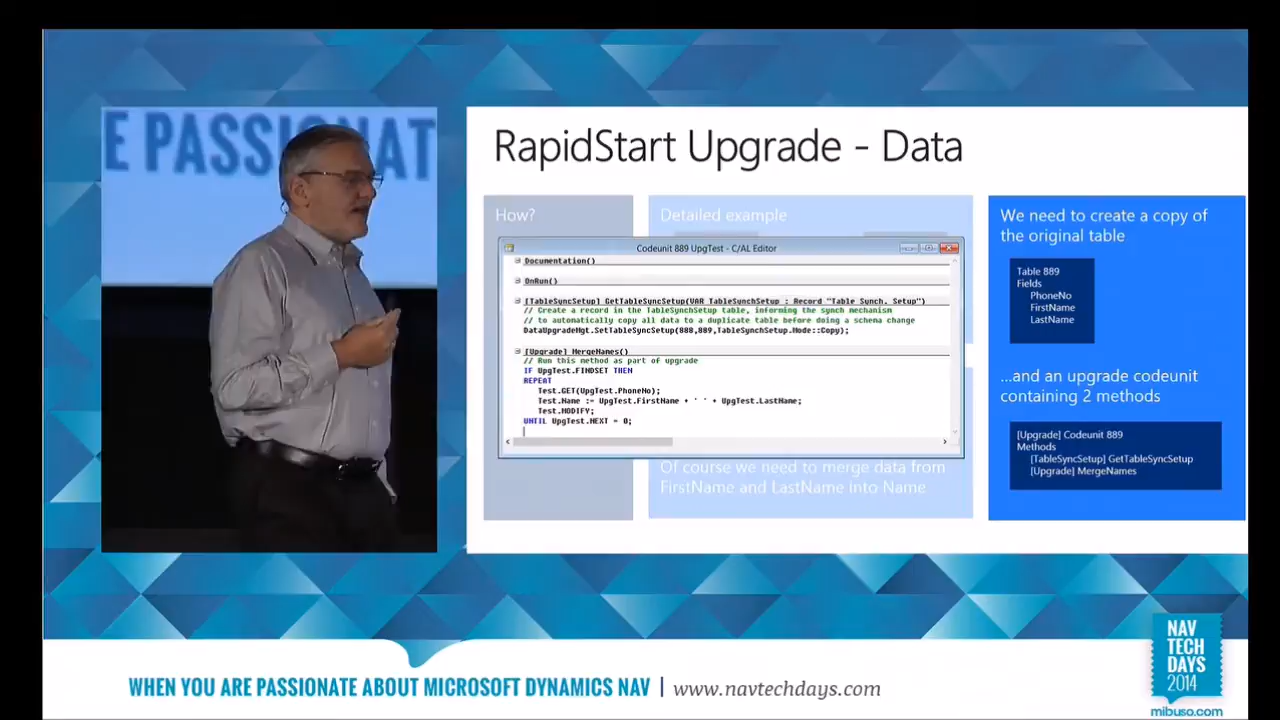 E PASSIONAT
RapidStart Upgrade - Data
How?
Detailed example
Codeunit 889 UpgTest - C/AL Editor
Documentation()
OnRun()
[TableSyncSetup] GetTableSyncSetup(VAR TableSynchSetup : Record "Table Synch. Setup")
// Create a record in the TableSynchSetup table, informing the synch mechanism
// to automatically copy all data to a duplicate table before doing a schema change
DataUpgradeMgt.SetTableSyncSetup(888,889,TableSynchSetup.Mode::Copy);
[Upgrade] MergeNames()
// Run this method as part of upgrade
IF UpgTest.FINDSET THEN
REPEAT
Test.GET(UpgTest.PhoneNo);
Test.Name := UpgTest.FirstName + ' ' + UpgTest.LastName;
Test.MODIFY;
UNTIL UpgTest.NEXT = 0;
Of course we need to merge data from
FirstName and LastName into Name
We need to create a copy of
the original table
Table 889
Fields
PhoneNo
FirstName
LastName
...and an upgrade codeunit
containing 2 methods
[Upgrade] Codeunit 889
Methods
[TableSyncSetup] GetTableSyncSetup
[Upgrade] MergeNames
WHEN YOU ARE PASSIONATE ABOUT MICROSOFT DYNAMICS NAV | www.navtechdays.com
NAV
TECH
DAYS
2014
mibuso.com